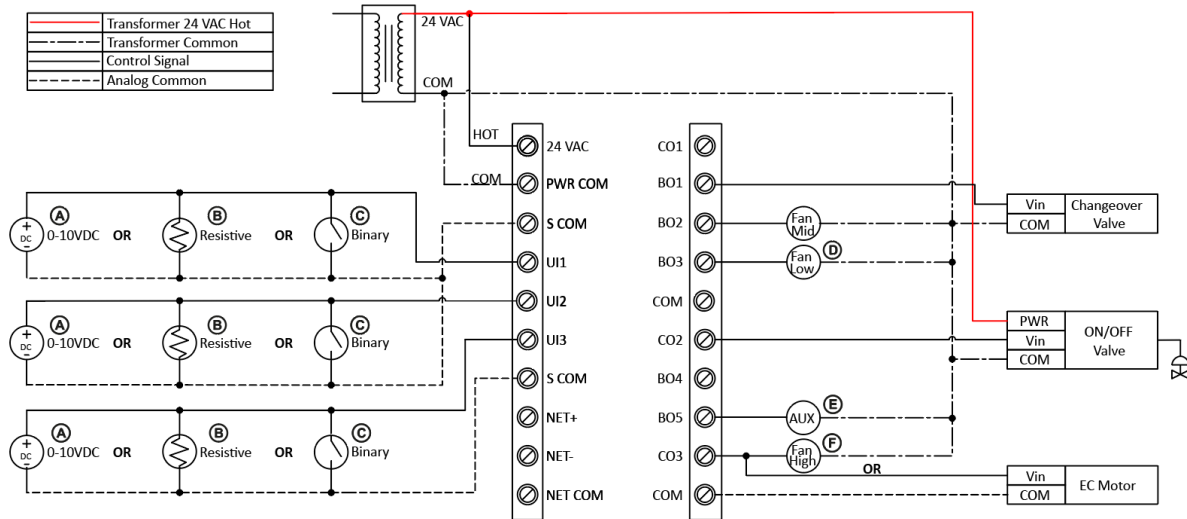 Transformer 24 VAC Hot
Transformer Common
Control Signal
Analog Common
24 VAC
COM
HOT
COM
24 VAC
PWR COM
S COM
UI1
UI2
UI3
S COM
NET+
NET-
NET COM
A
+
DC
-
0-10VDC OR
B
Resistive OR
C
Binary
A
+
DC
-
0-10VDC OR
B
Resistive OR
C
Binary
A
+
DC
-
0-10VDC OR
B
Resistive OR
C
Binary
CO1
BO1
BO2
BO3
COM
CO2
BO4
BO5
CO3
COM
Fan
Mid
Fan
Low
D
AUX
E
Fan
High
F
OR
Vin
COM
Changeover
Valve
PWR
Vin
COM
ON/OFF
Valve
Vin
COM
EC Motor